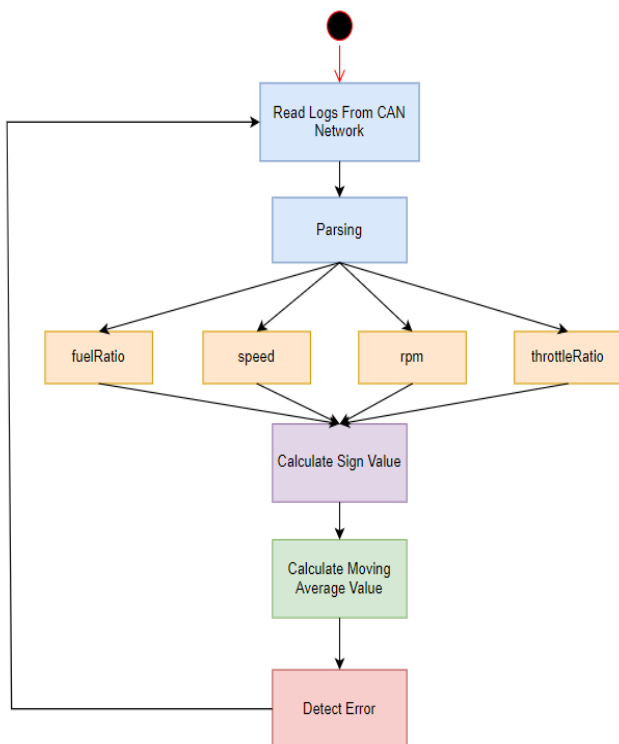 Read Logs From CAN
Network
Parsing
fuelRatio
speed
rpm
throttleRatio
Calculate Sign Value
Calculate Moving
Average Value
Detect Error